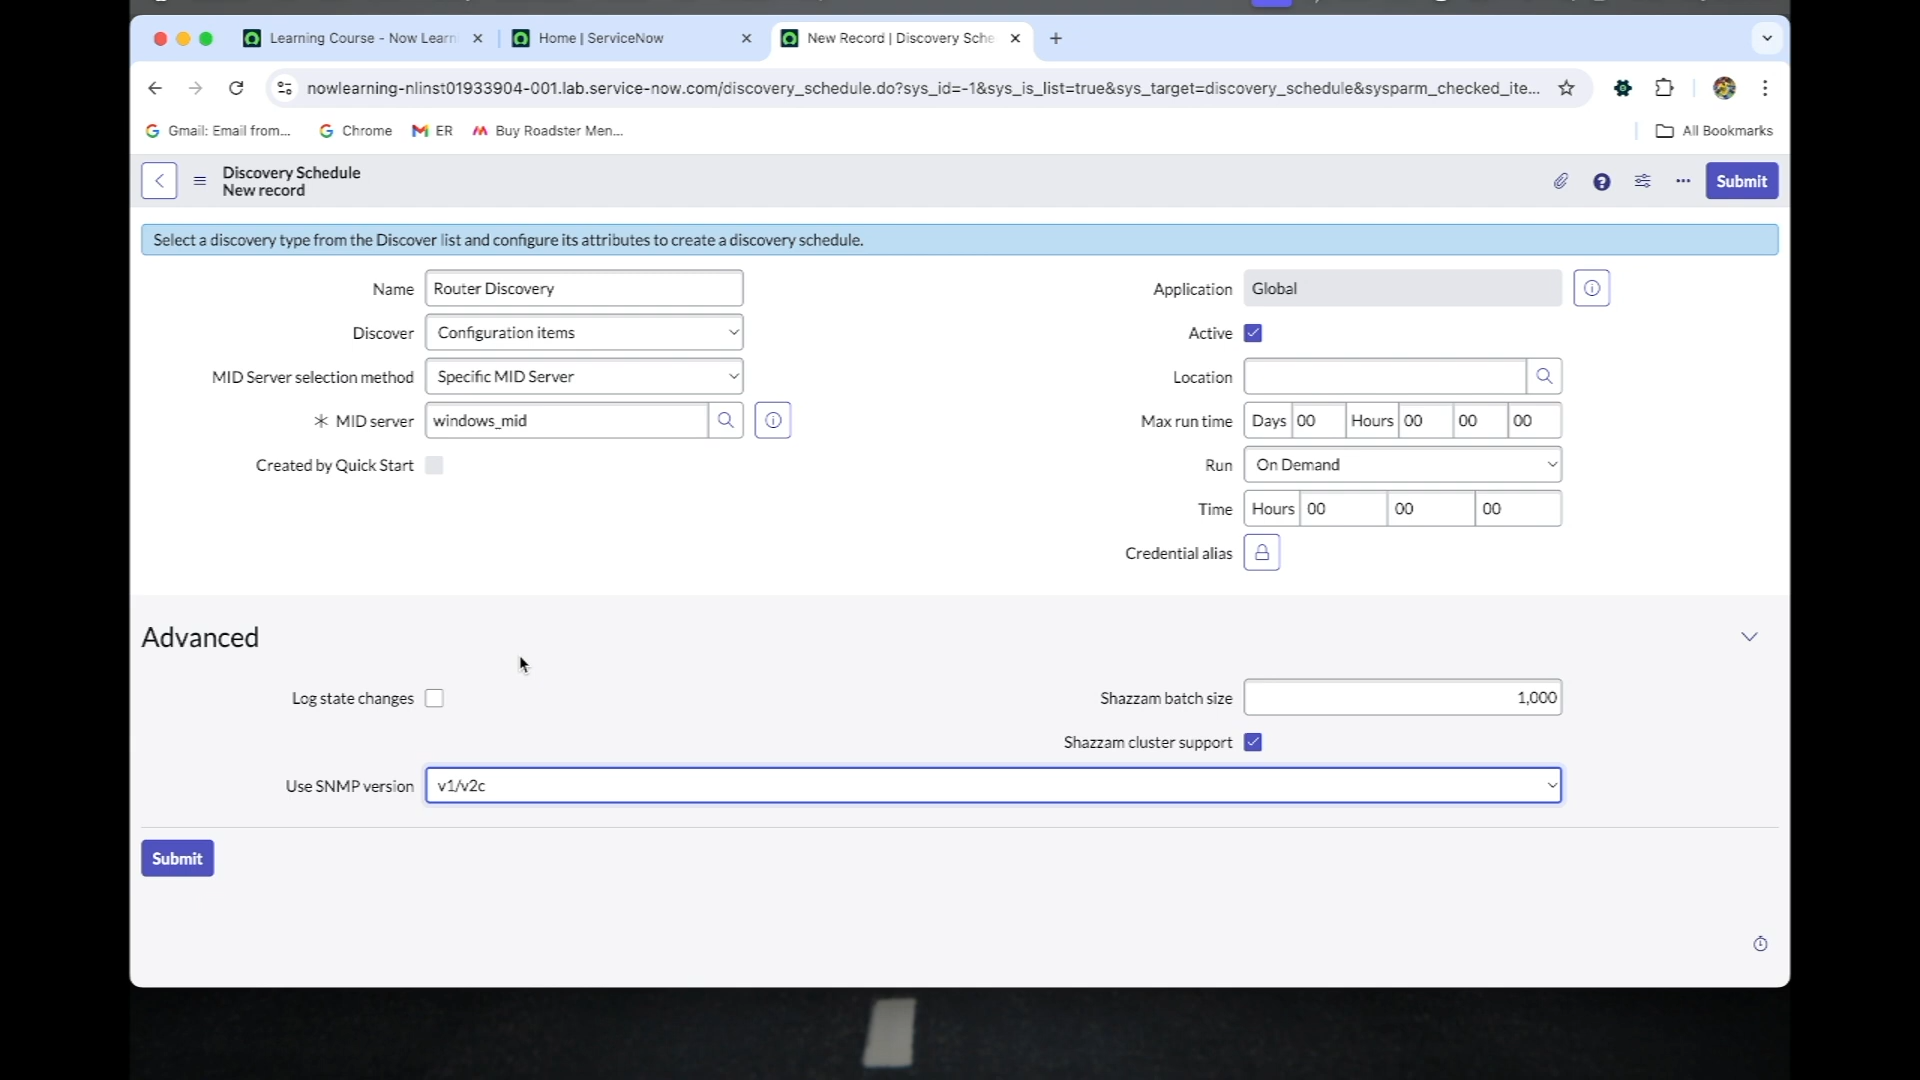 Learning Course - Now Learn
Home | ServiceNow
New Record | Discovery Sche
nowlearning-nlinst01933904-001.lab.service-now.com/discovery_schedule.do?sys_id=-1&sys_is_list=true&sys_target=discovery_schedule&sysparm_checked_ite...
Gmail: Email from...
Chrome
ER
Buy Roadster Men...
All Bookmarks
Discovery Schedule
New record
Submit
Select a discovery type from the Discover list and configure its attributes to create a discovery schedule.
Name Router Discovery
Application Global
Discover Configuration items
Active
MID Server selection method Specific MID Server
Location
MID server windows_mid
Max run time Days 00 Hours 00 00 00
Created by Quick Start
Run On Demand
Time Hours 00 00 00
Credential alias
Advanced
Log state changes
Shazzam batch size 1,000
Shazzam cluster support
Use SNMP version v1/v2c
Submit